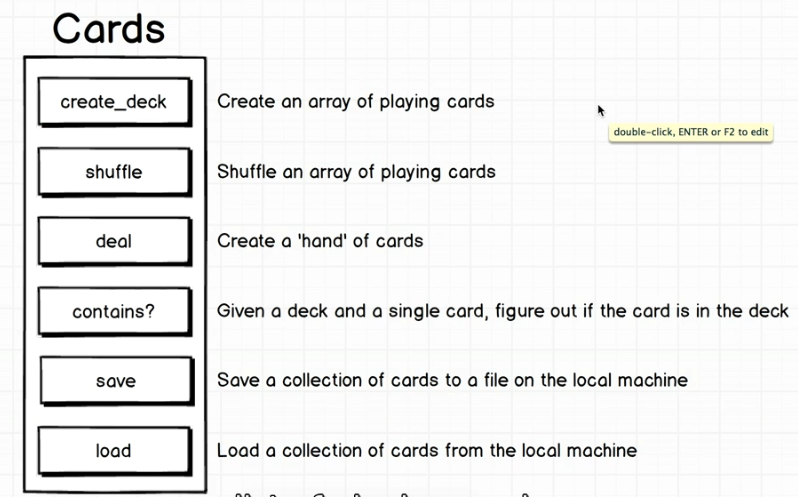 Cards
create_deck Create an array of playing cards
double-click, ENTER or F2 to edit
shuffle Shuffle an array of playing cards
deal Create a 'hand' of cards
contains? Given a deck and a single card, figure out if the card is in the deck
save Save a collection of cards to a file on the local machine
load Load a collection of cards from the local machine